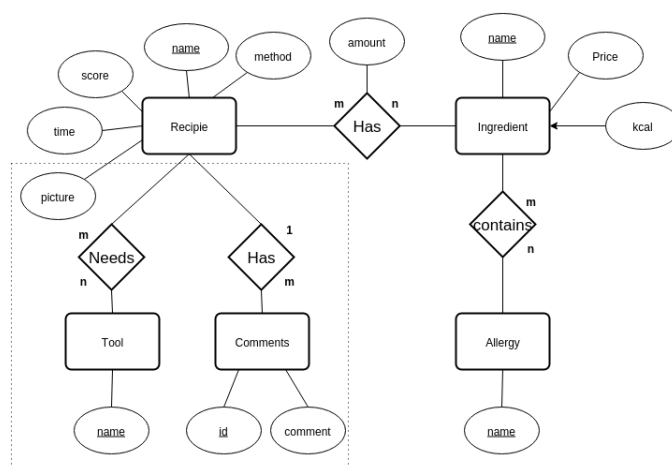 name
method
score
time
picture
Recipie
amount
m
n
Has
name
Price
kcal
Ingredient
m
Needs
n
1
Has
m
m
contains
n
Tool
Comments
Allergy
name
id
comment
name